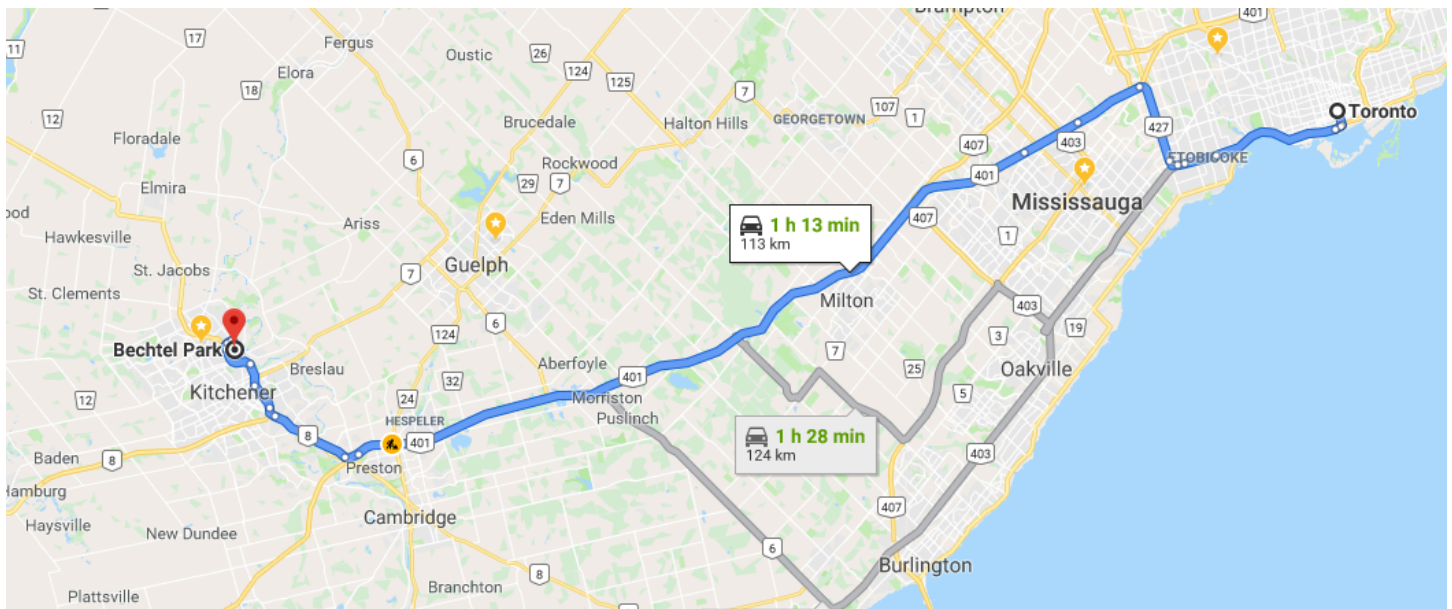 Brampton
401
17
Fergus
11
Oustic
26
124
125
Elora
18
7
107
12
Brucedale
Halton Hills
GEORGETOWN
1
Toronto
Floradale
427
407
403
6
Rockwood
ETOBICOKE
29
7
401
Elmira
Mississauga
Ariss
Eden Mills
1 h 13 min
113 km
407
Hawkesville
1
St. Jacobs
Guelph
7
St. Clements
Milton
403
6
19
124
3
Bechtel Park
7
Aberfoyle
Breslau
25
Oakville
401
32
Kitchener
5
12
24
Morriston
Puslinch
HESPELER
8
401
1 h 28 min
124 km
403
Baden
8
Preston
Hamburg
407
Cambridge
Haysville
New Dundee
6
Burlington
8
Branchton
Plattsville